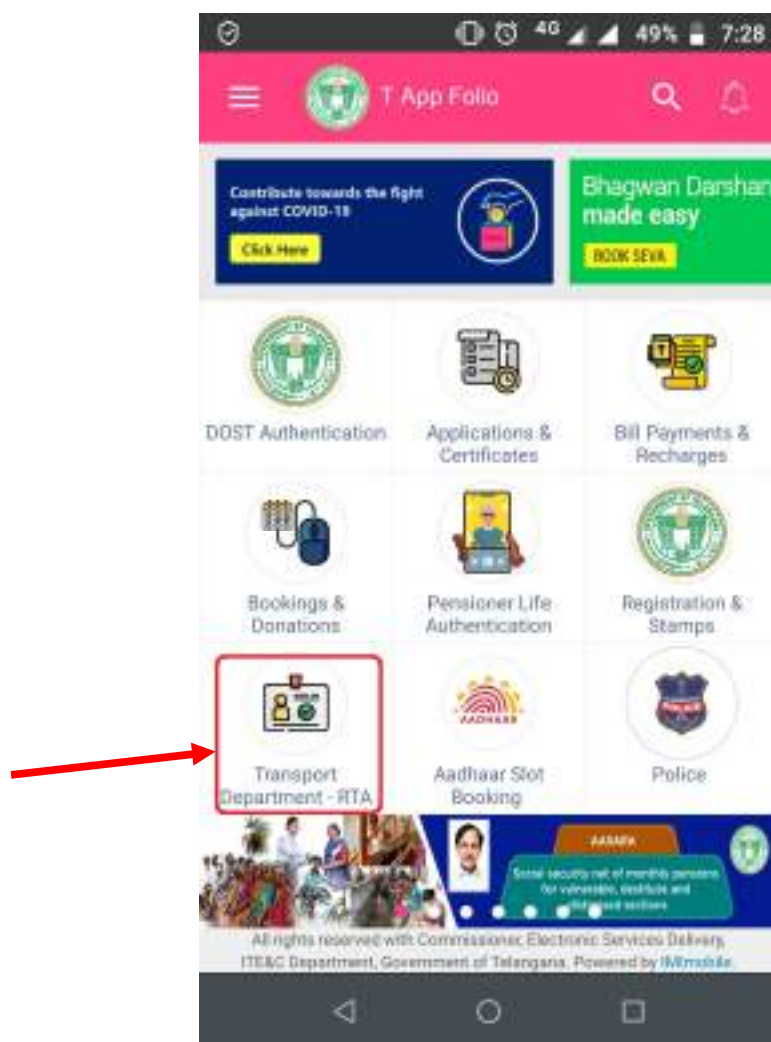 4G 49% 7:28
T App Folio
Contribute towards the fight
against COVID-19
Click Here
Bhagwan Darshan
made easy
BOOK SEVA
DOST Authentication
Applications &
Certificates
Bill Payments &
Recharges
Bookings &
Donations
Pensioner Life
Authentication
Registration &
Stamps
Transport
Department - RTA
AADHAAR
Aadhaar Slot
Booking
POLICE
Police
AASARA
Social security net of monthly pensions
for vulnerable, destitute and
sections
All rights reserved with Commissioner, Electronic Services Delivery,
ITE&C Department, Government of Telangana. Powered by IMImobile.